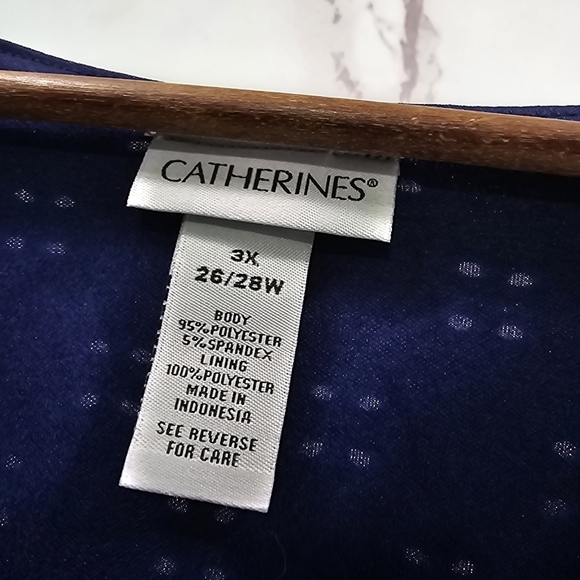 CATHERINES®
3X
26/28W
BODY
95%POLYESTER
5%SPANDEX
LINING
100%POLYESTER
MADE IN
INDONESIA
SEE REVERSE
FOR CARE